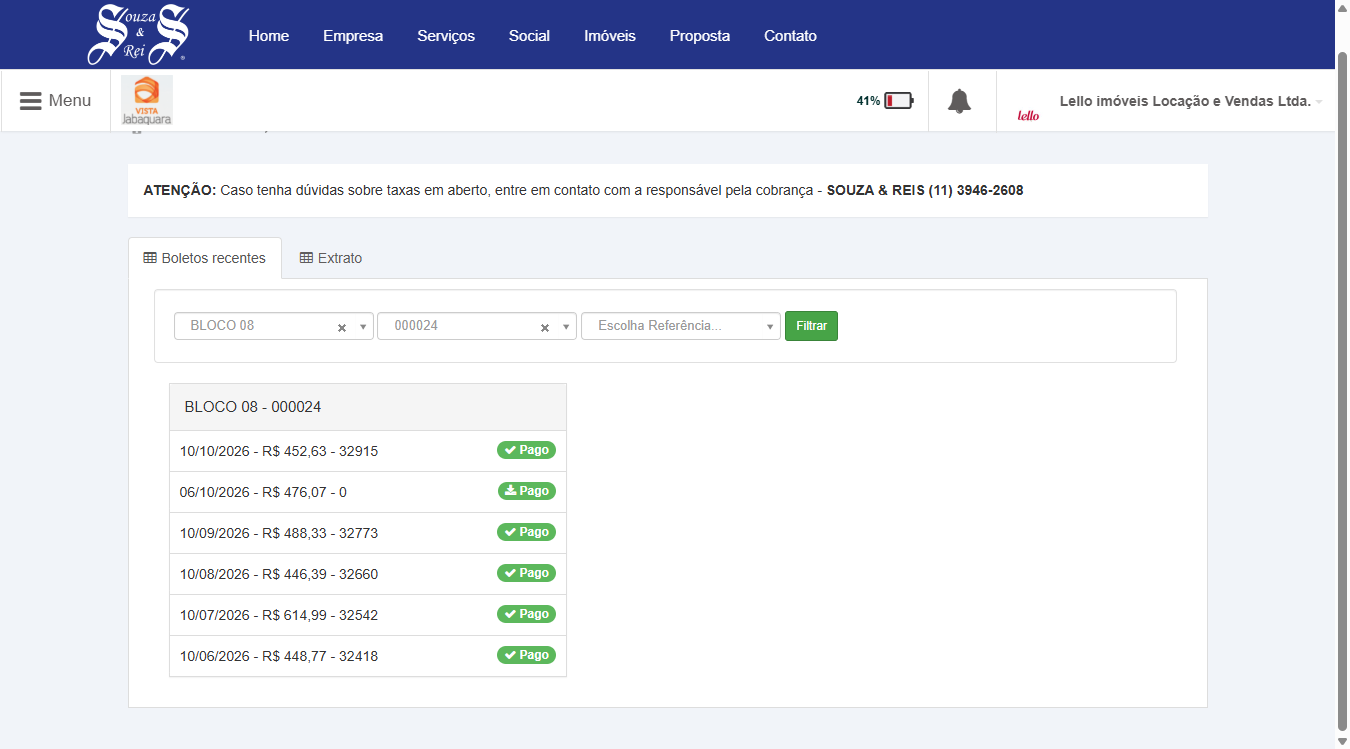 Souza & Reis
Home Empresa Serviços Social Imóveis Proposta Contato
Menu
VISTA
Jabaquara
41%
lello
Lello imóveis Locação e Vendas Ltda.
ATENÇÃO: Caso tenha dúvidas sobre taxas em aberto, entre em contato com a responsável pela cobrança - SOUZA & REIS (11) 3946-2608
Boletos recentes Extrato
BLOCO 08 000024 Escolha Referência... Filtrar
BLOCO 08 - 000024
10/10/2026 - R$ 452,63 - 32915 Pago
06/10/2026 - R$ 476,07 - 0 Pago
10/09/2026 - R$ 488,33 - 32773 Pago
10/08/2026 - R$ 446,39 - 32660 Pago
10/07/2026 - R$ 614,99 - 32542 Pago
10/06/2026 - R$ 448,77 - 32418 Pago